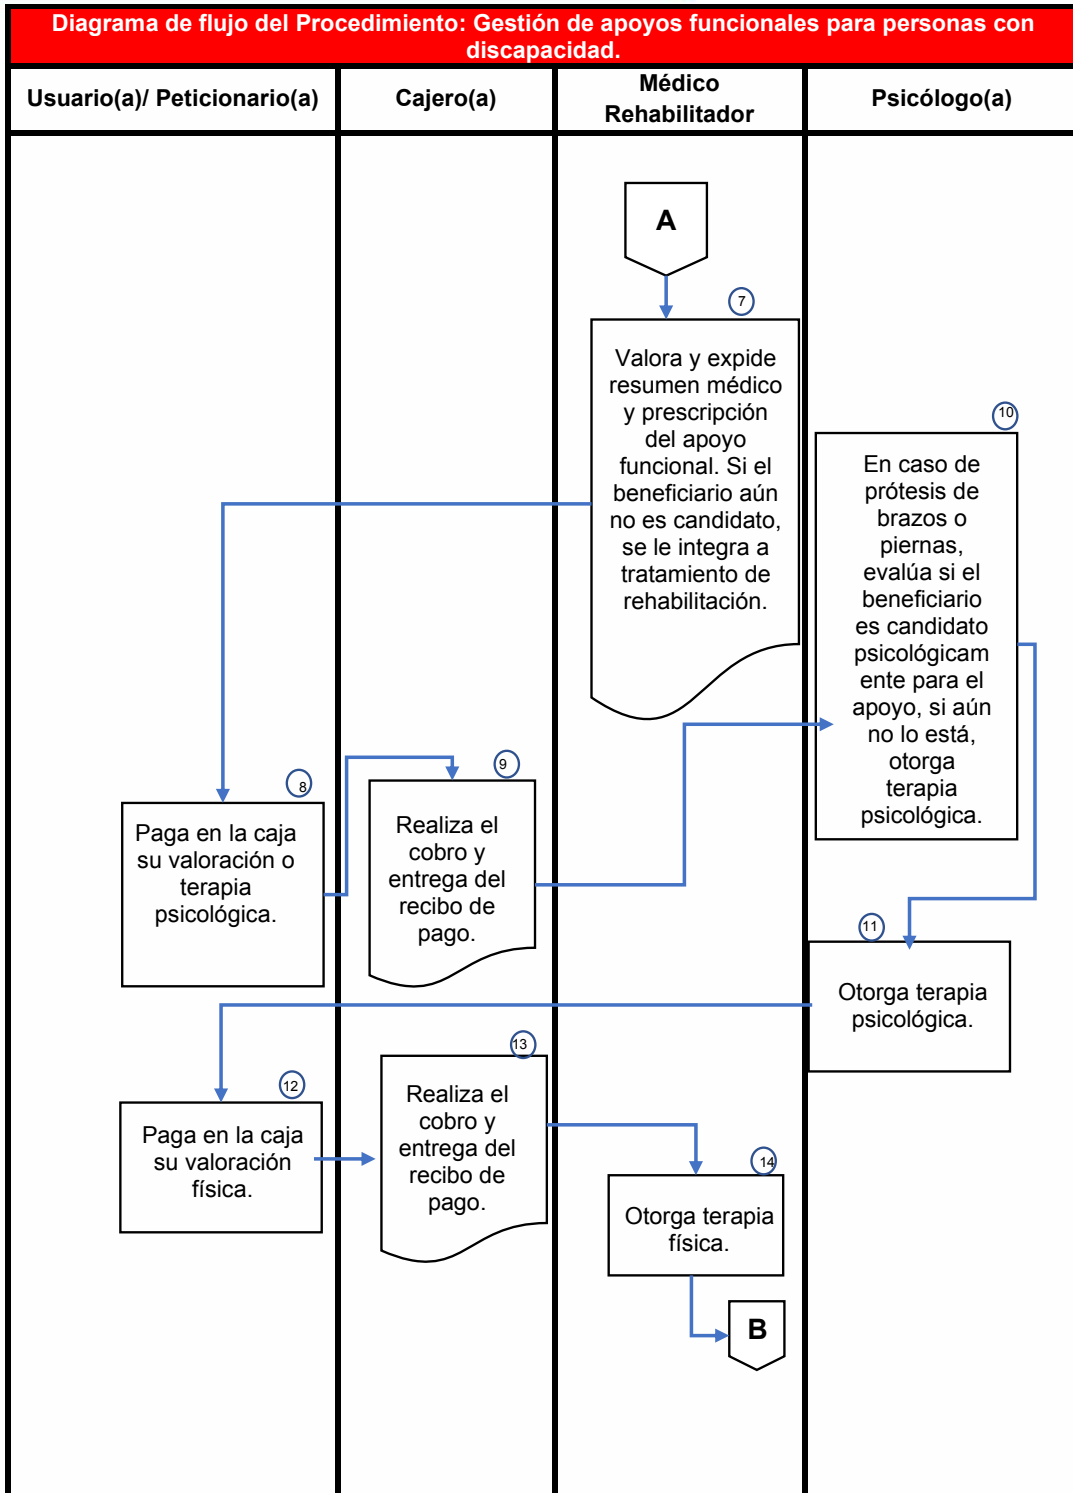 Diagrama de flujo del Procedimiento: Gestión de apoyos funcionales para personas con
discapacidad.
Usuario(a)/ Peticionario(a)
Cajero(a)
Médico
Rehabilitador
Psicólogo(a)
A
7
Valora y expide
resumen médico
y prescripción
del apoyo
funcional. Si el
beneficiario aún
no es candidato,
se le integra a
tratamiento de
rehabilitación.
8
Paga en la caja
su valoración o
terapia
psicológica.
9
Realiza el
cobro y
entrega del
recibo de
pago.
10
En caso de
prótesis de
brazos o
piernas,
evalúa si el
beneficiario
es candidato
psicológicam
ente para el
apoyo, si aún
no lo está,
otorga
terapia
psicológica.
11
Otorga terapia
psicológica.
12
Paga en la caja
su valoración
física.
13
Realiza el
cobro y
entrega del
recibo de
pago.
14
Otorga terapia
física.
B